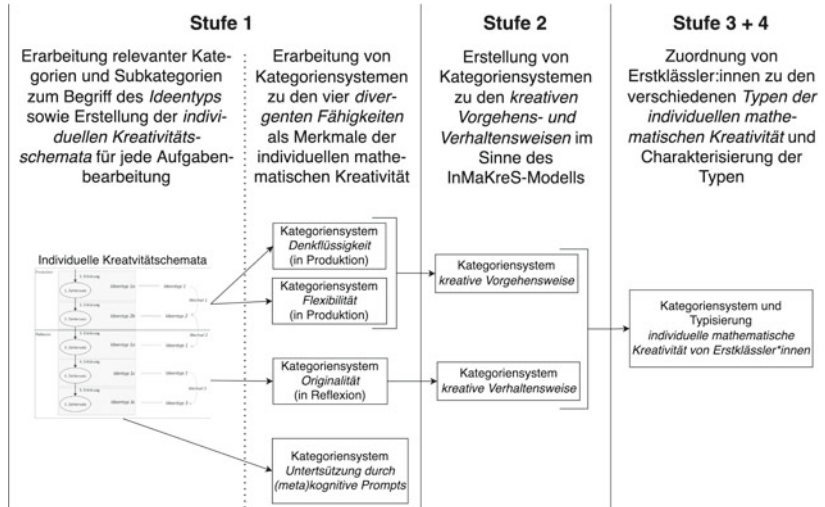 Stufe 1
Stufe 2
Stufe 3 + 4
Erarbeitung relevanter Kate-
gorien und Subkategorien
zum Begriff des Ideentyps
sowie Erstellung der indivi-
duellen Kreativitäts-
schemata für jede Aufgaben-
bearbeitung
Erarbeitung von
Kategoriensystemen
zu den vier diver-
genten Fähigkeiten
als Merkmale der
individuellen mathe-
matischen Kreativität
Erstellung von
Kategoriensystemen
zu den kreativen
Vorgehens- und
Verhaltensweisen im
Sinne des
InMaKreS-Modells
Zuordnung von
Erstklässler:innen zu den
verschiedenen Typen der
individuellen mathe-
matischen Kreativität und
Charakterisierung der
Typen
Individuelle Kreatvitätschemata
Kategoriensystem
Denkflüssigkeit
(in Produktion)
Kategoriensystem
Flexibilität
(in Produktion)
Kategoriensystem
Originalität
(in Reflexion)
Kategoriensystem
Untertsützung durch
(meta)kognitive Prompts
Kategoriensystem
kreative Vorgehensweise
Kategoriensystem
kreative Verhaltensweise
Kategoriensystem und
Typisierung
individuelle mathematische
Kreativität von Erstklässler*innen